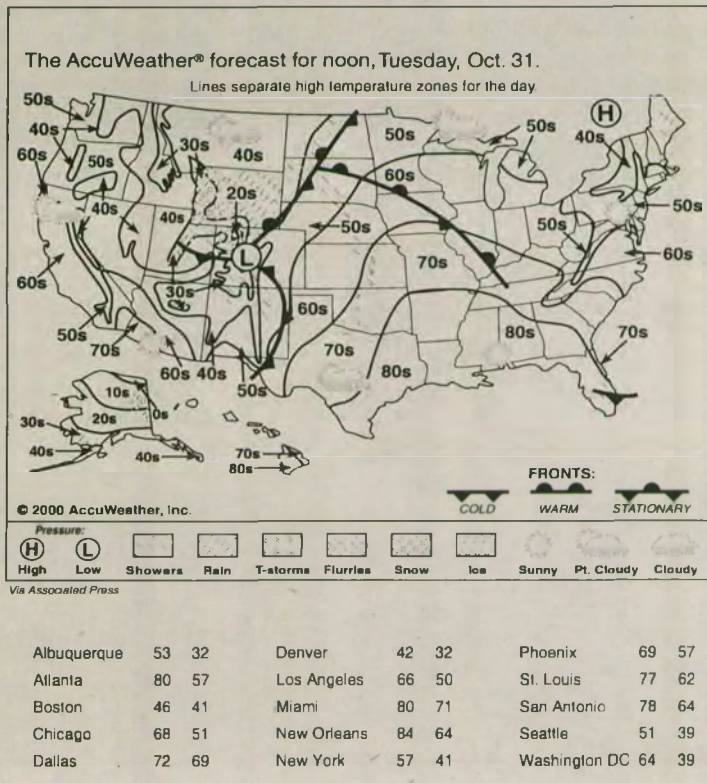 The AccuWeather® forecast for noon, Tuesday, Oct. 31.
Lines separate high temperature zones for the day.
50s
40s
60s
50s
40s
30s
40s
20s
40s
50s
60s
50s
H
40s
50s
50s
60s
L
30s
60s
50s
70s
60s
40s
50s
60s
70s
80s
70s
80s
70s
10s
20s
0s
30s
40s
40s
70s
80s
FRONTS:
COLD WARM STATIONARY
© 2000 AccuWeather, Inc.
Pressure:
H L
High Low Showers Rain T-storms Flurries Snow Ice Sunny Pt. Cloudy Cloudy
Via Associated Press
Albuquerque 53 32 Denver 42 32 Phoenix 69 57
Atlanta 80 57 Los Angeles 66 50 St. Louis 77 62
Boston 46 41 Miami 80 71 San Antonio 78 64
Chicago 68 51 New Orleans 84 64 Seattle 51 39
Dallas 72 69 New York 57 41 Washington DC 64 39